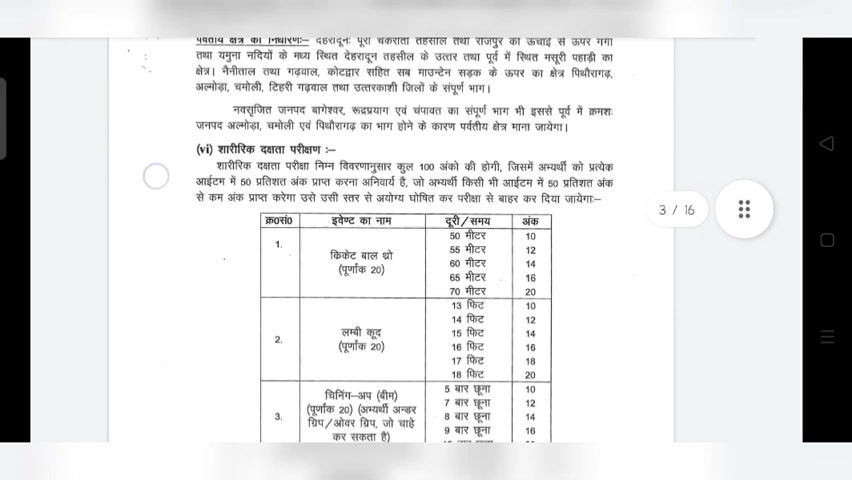 पर्वतीय क्षेत्र का निर्धारणः– देहरादूनः पूरी चकराता तहसील तथा राजपुर की ऊंचाई से ऊपर गंगा
तथा यमुना नदियों के मध्य स्थित देहरादून तहसील के उत्तर तथा पूर्व में स्थित मसूरी पहाड़ी का
क्षेत्र। नैनीताल तथा गढ़वाल, कोटद्वार सहित सब माउन्टेन सड़क के ऊपर का क्षेत्र पिथौरागढ़,
अल्मोड़ा, चमोली, टिहरी गढ़वाल तथा उत्तरकाशी जिलों के संपूर्ण भाग।
नवसृजित जनपद बागेश्वर, रूद्रप्रयाग एवं चंपावत का संपूर्ण भाग भी इससे पूर्व में क्रमशः
जनपद अल्मोड़ा, चमोली एवं पिथौरागढ़ का भाग होने के कारण पर्वतीय क्षेत्र माना जायेगा।
(vi) शारीरिक दक्षता परीक्षण :–
शारीरिक दक्षता परीक्षा निम्न विवरणानुसार कुल 100 अंको की होगी, जिसमें अभ्यर्थी को प्रत्येक
आईटम में 50 प्रतिशत अंक प्राप्त करना अनिवार्य है, जो अभ्यर्थी किसी भी आईटम में 50 प्रतिशत अंक
से कम अंक प्राप्त करेगा उसे उसी स्तर से अयोग्य घोषित कर परीक्षा से बाहर कर दिया जायेगाः–
3 / 16
क्र0सं0 इवेण्ट का नाम दूरी/समय अंक
1. क्रिकेट बाल थ्रो (पूर्णांक 20)
50 मीटर 10
55 मीटर 12
60 मीटर 14
65 मीटर 16
70 मीटर 20
2. लम्बी कूद (पूर्णांक 20)
13 फिट 10
14 फिट 12
15 फिट 14
16 फिट 16
17 फिट 18
18 फिट 20
3. चिनिंग–अप (बीम)
(पूर्णांक 20) (अभ्यर्थी अन्डर
ग्रिप/ओवर ग्रिप, जो चाहे
कर सकता है)
5 बार छूना 10
7 बार छूना 12
8 बार छूना 14
9 बार छूना 16